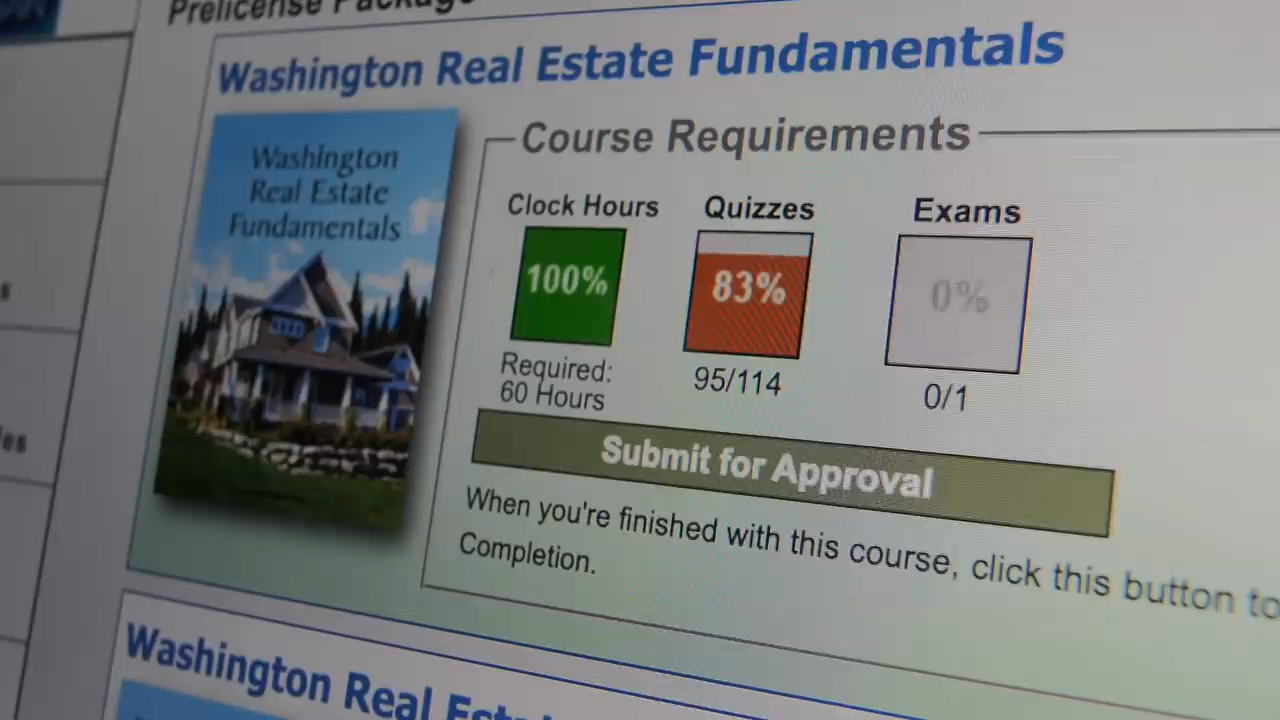 Prelicense Package
Washington Real Estate Fundamentals
Washington
Real Estate
Fundamentals
Course Requirements
Clock Hours
Quizzes
Exams
100%
83%
0%
Required:
60 Hours
95/114
0/1
Submit for Approval
When you're finished with this course, click this button to
Completion.
Washington Real